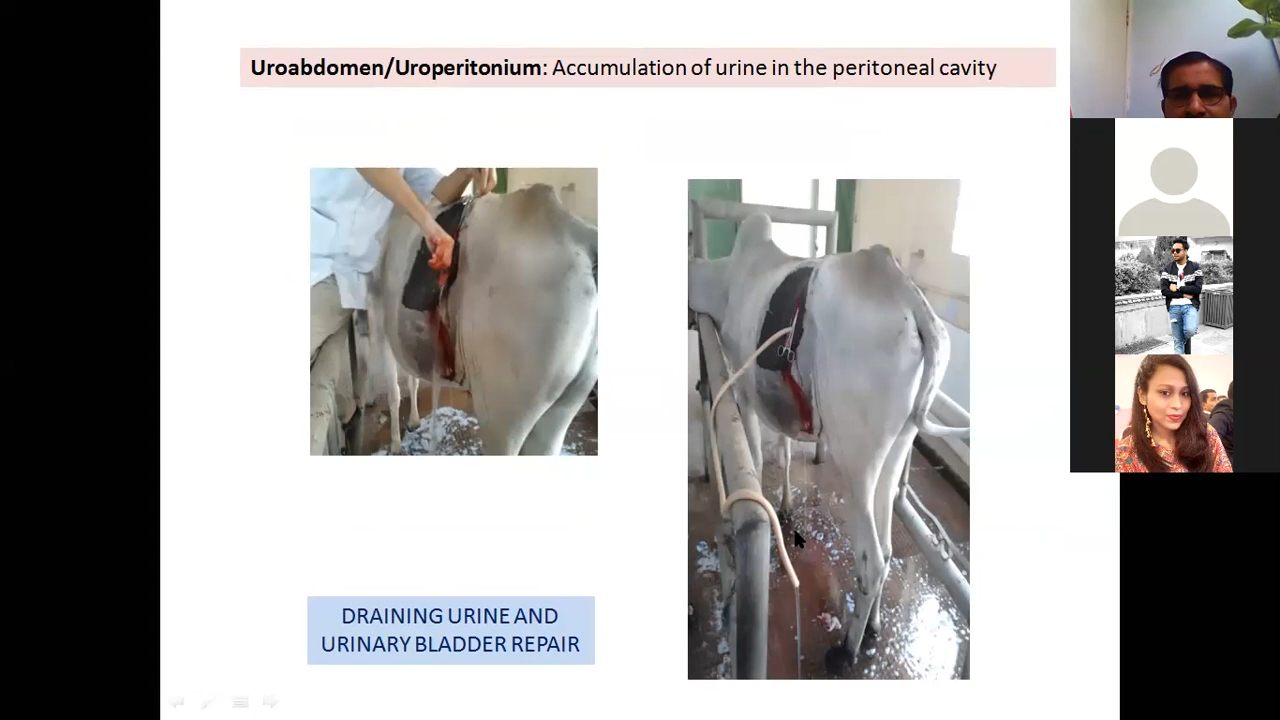 Uroabdomen/Uroperitonium: Accumulation of urine in the peritoneal cavity
DRAINING URINE AND
URINARY BLADDER REPAIR